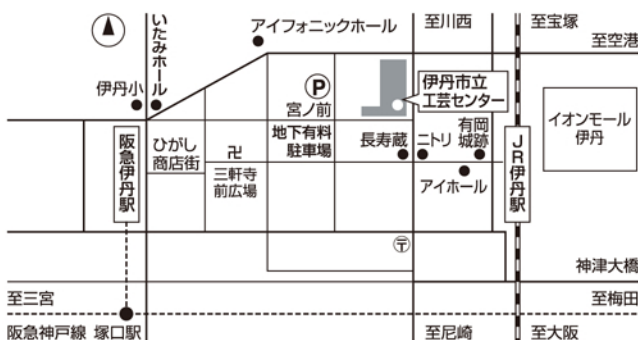 いたみホール
アイフォニックホール
至川西
至宝塚
至空港
伊丹小
P
宮ノ前
地下有料
駐車場
伊丹市立
工芸センター
イオンモール
伊丹
阪急伊丹駅
ひがし
商店街
卍
三軒寺
前広場
長寿蔵
ニトリ
有岡
城跡
アイホール
JR伊丹駅
〒
神津大橋
至三宮
至梅田
阪急神戸線
塚口駅
至尼崎
至大阪